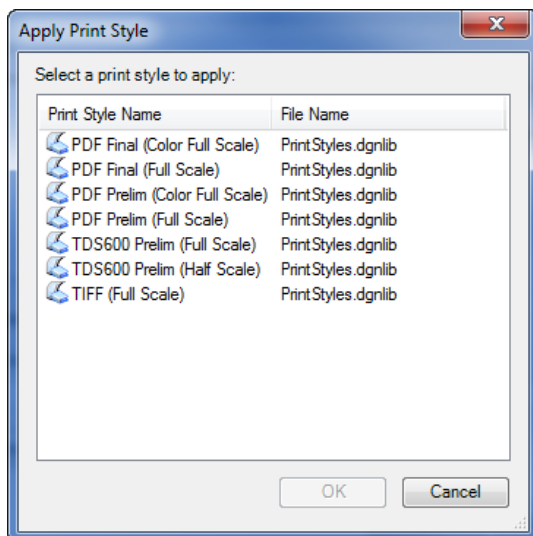 Apply Print Style
Select a print style to apply:
Print Style Name File Name
PDF Final (Color Full Scale) PrintStyles.dgnlib
PDF Final (Full Scale) PrintStyles.dgnlib
PDF Prelim (Color Full Scale) PrintStyles.dgnlib
PDF Prelim (Full Scale) PrintStyles.dgnlib
TDS600 Prelim (Full Scale) PrintStyles.dgnlib
TDS600 Prelim (Half Scale) PrintStyles.dgnlib
TIFF (Full Scale) PrintStyles.dgnlib
OK Cancel